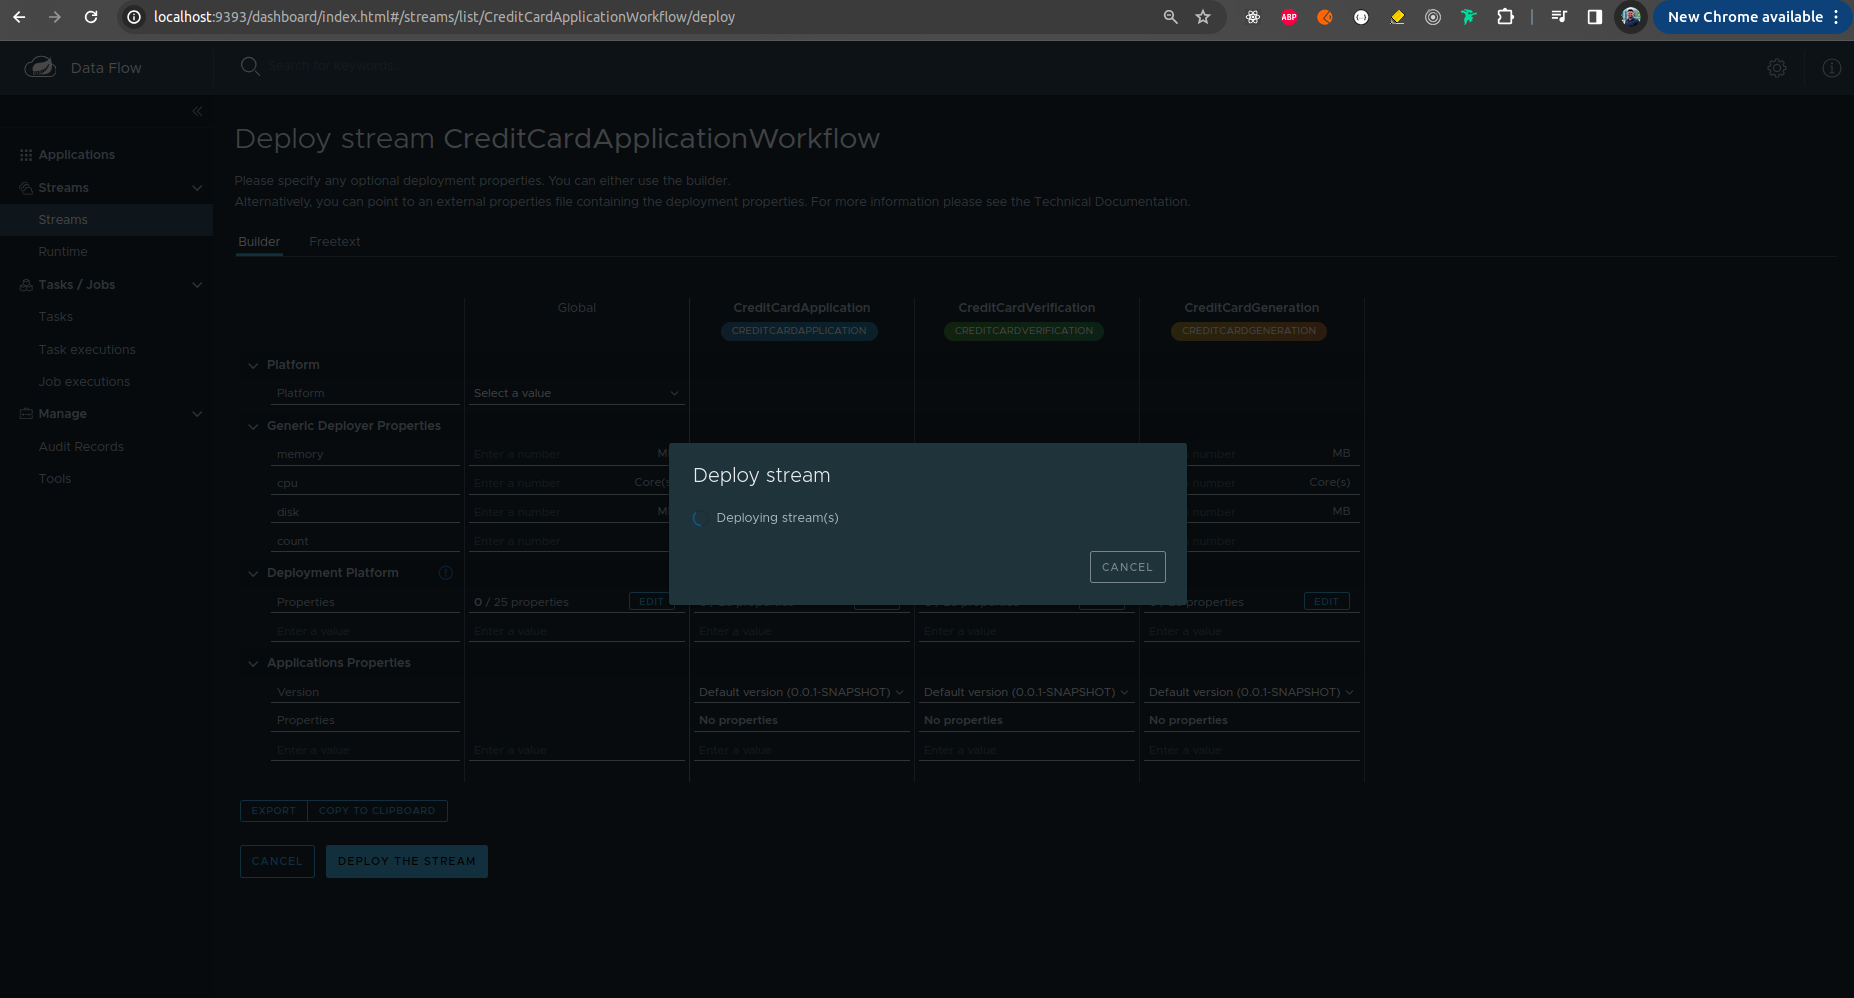 localhost:9393/dashboard/index.html#/streams/list/CreditCardApplicationWorkflow/deploy
ABP
New Chrome available
Data Flow
Search for keywords...
Deploy stream CreditCardApplicationWorkflow
Applications
Please specify any optional deployment properties. You can either use the builder.
Streams
Alternatively, you can point to an external properties file containing the deployment properties. For more information please see the Technical Documentation.
Streams
Builder Freetext
Runtime
Tasks / Jobs
Tasks
Task executions
Job executions
Manage
Audit Records
Tools
Global CreditCardApplication CreditCardVerification CreditCardGeneration
CREDITCARDAPPLICATION CREDITCARDVERIFICATION CREDITCARDGENERATION
Platform
Platform Select a value
Generic Deployer Properties
memory Enter a number M number MB
cpu Enter a number Core(s number Core(s)
disk Enter a number M number MB
count Enter a number number
Deploy stream
Deploying stream(s)
CANCEL
Deployment Platform
Properties 0 / 25 properties EDIT properties EDIT
Enter a value Enter a value Enter a value Enter a value Enter a value
Applications Properties
Version Default version (0.0.1-SNAPSHOT) Default version (0.0.1-SNAPSHOT) Default version (0.0.1-SNAPSHOT)
Properties No properties No properties No properties
Enter a value Enter a value Enter a value Enter a value Enter a value
EXPORT COPY TO CLIPBOARD
CANCEL DEPLOY THE STREAM